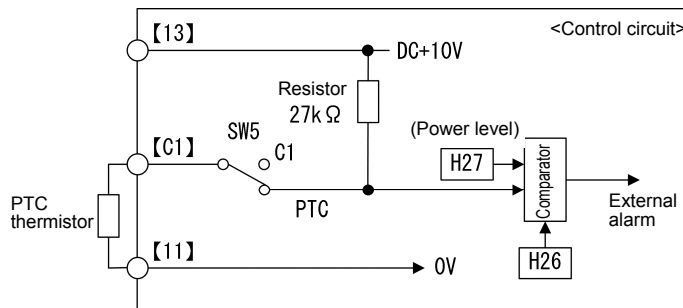 <Control circuit>
【13】
DC+10V
Resistor
27kΩ
SW5
(Power level)
【C1】
C1
H27
Comparator
PTC
thermistor
PTC
External
alarm
【11】
0V
H26